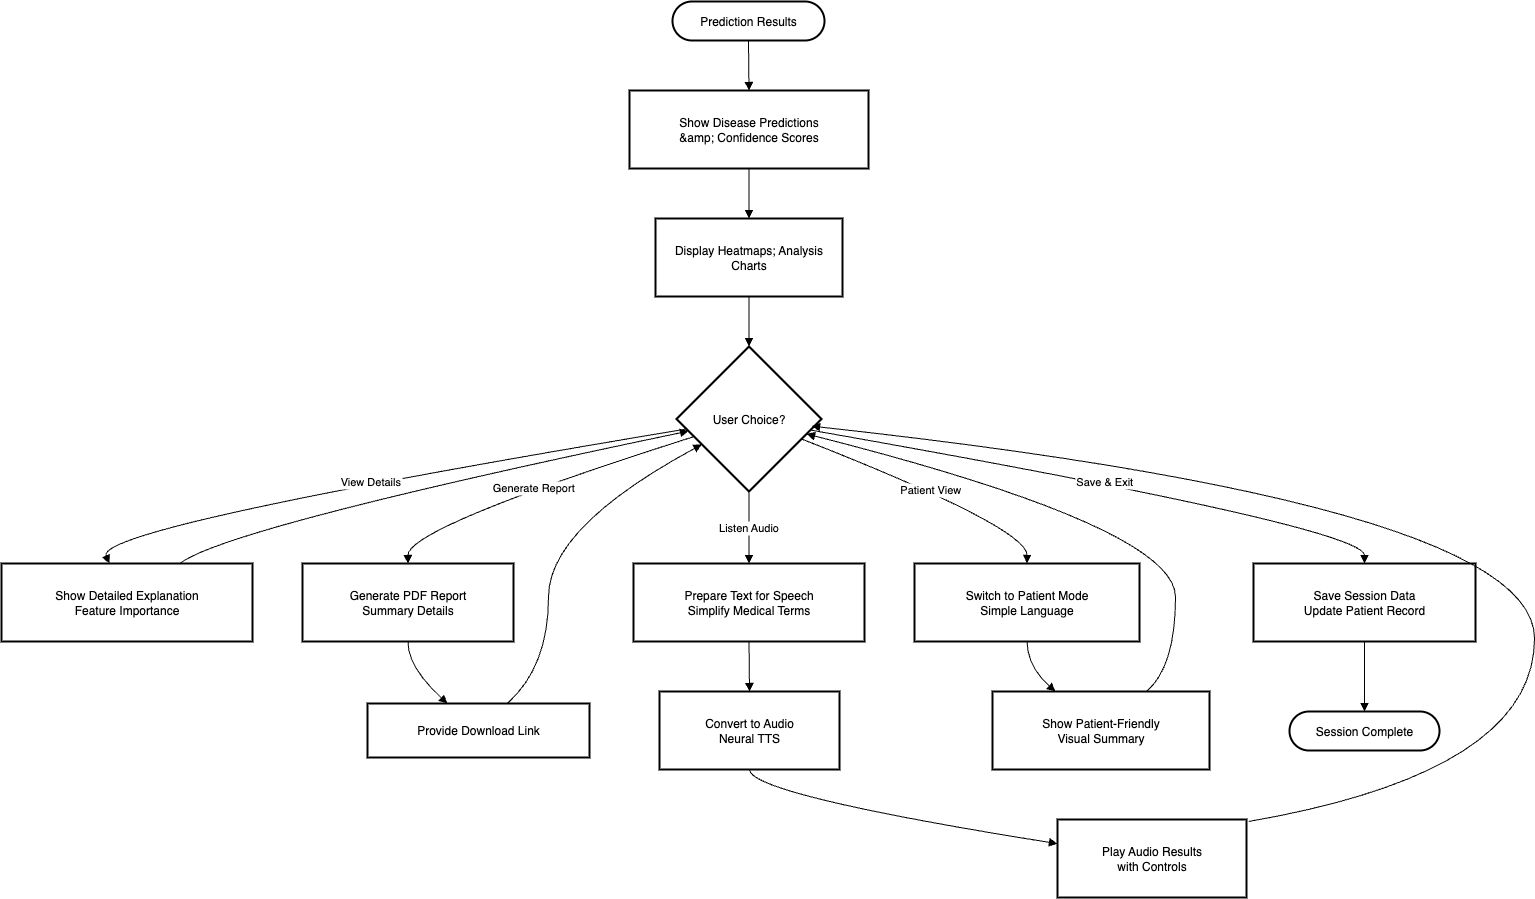 Prediction Results
Show Disease Predictions
&amp; Confidence Scores
Display Heatmaps; Analysis
Charts
User Choice?
View Details
Generate Report
Listen Audio
Patient View
Save & Exit
Show Detailed Explanation
Feature Importance
Generate PDF Report
Summary Details
Prepare Text for Speech
Simplify Medical Terms
Switch to Patient Mode
Simple Language
Save Session Data
Update Patient Record
Provide Download Link
Convert to Audio
Neural TTS
Show Patient-Friendly
Visual Summary
Session Complete
Play Audio Results
with Controls